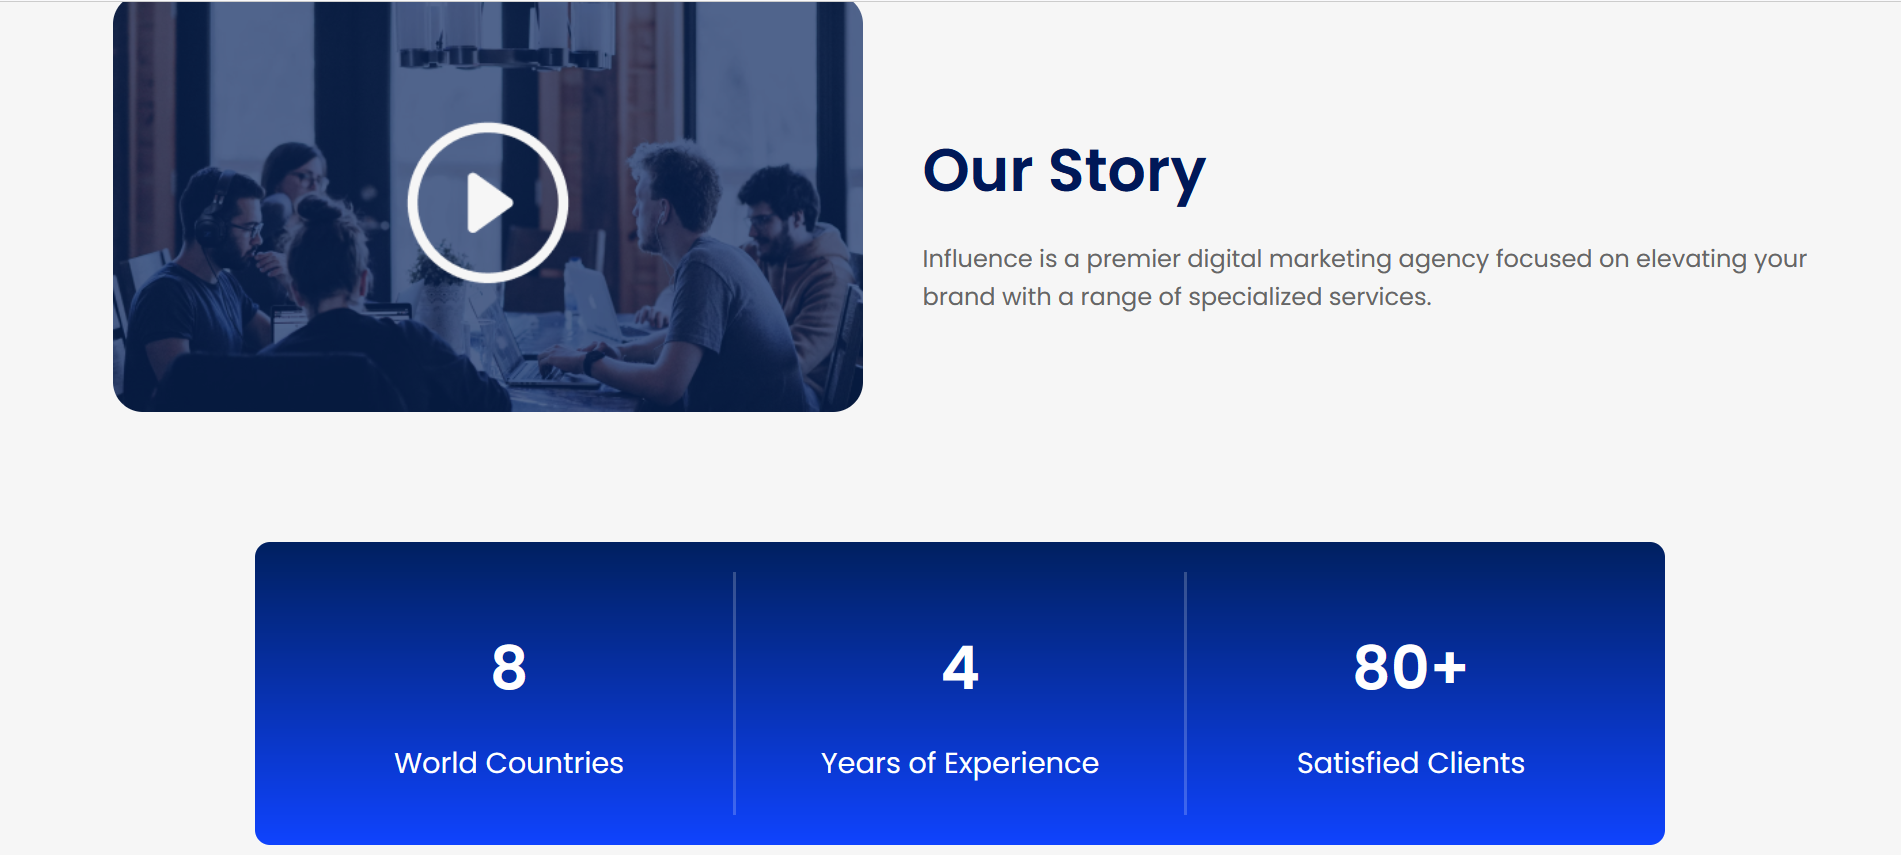 Our Story
Influence is a premier digital marketing agency focused on elevating your
brand with a range of specialized services.
8
World Countries
4
Years of Experience
80+
Satisfied Clients